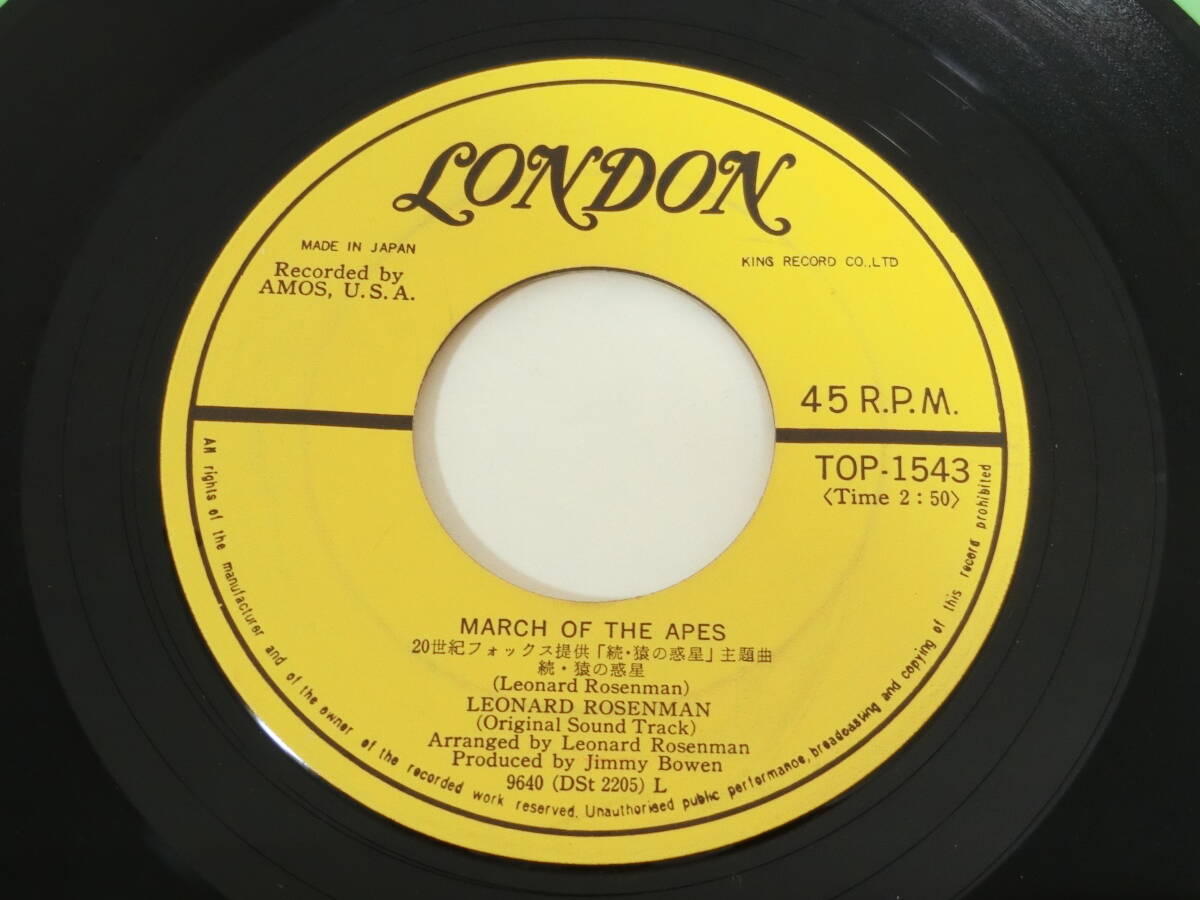 LONDON
MADE IN JAPAN
KING RECORD CO.,LTD
Recorded by
AMOS, U.S.A.
45 R.P.M.
TOP-1543
〈Time 2:50〉
MARCH OF THE APES
20世紀フォックス提供「続・猿の惑星」主題曲
続・猿の惑星
(Leonard Rosenman)
LEONARD ROSENMAN
(Original Sound Track)
Arranged by Leonard Rosenman
Produced by Jimmy Bowen
9640 (DSt 2205) L
All rights of the manufacturer and of the owner of the recorded work reserved. Unauthorised public performance, broadcasting and copying of this record prohibited